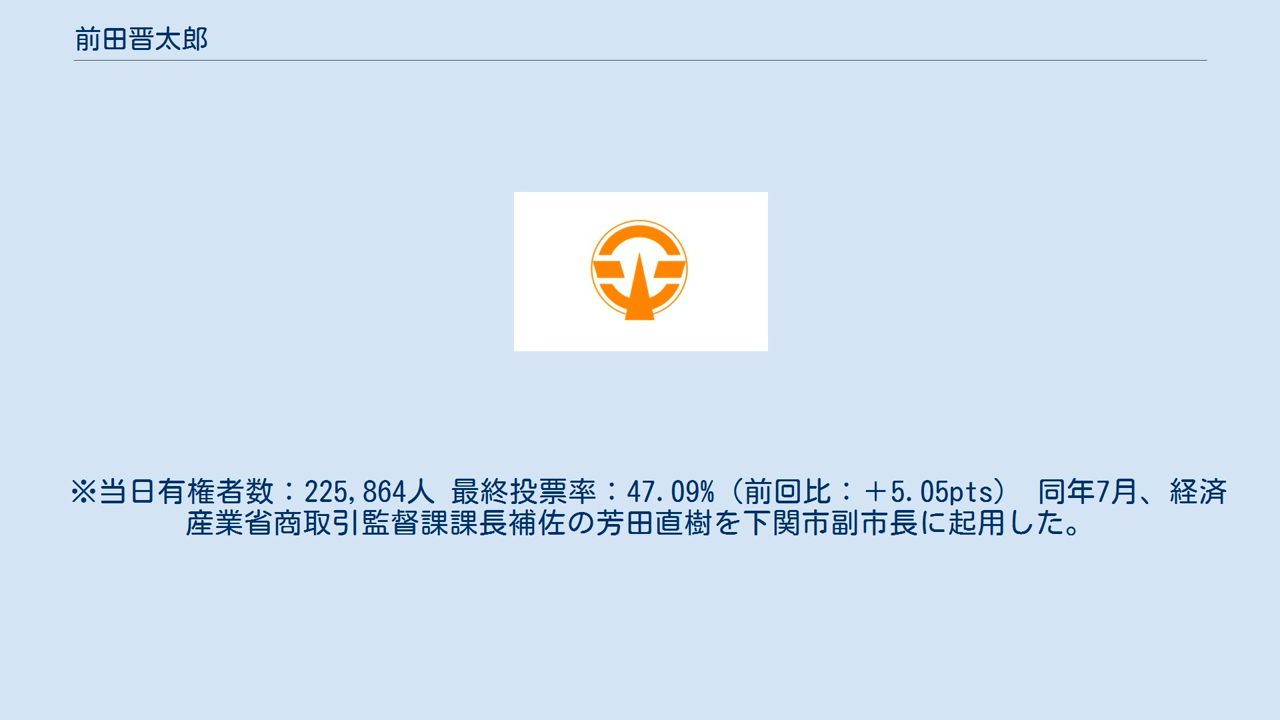 前田晋太郎
※当日有権者数：225,864人 最終投票率：47.09%（前回比：＋5.05pts） 同年7月、経済
産業省商取引監督課課長補佐の芳田直樹を下関市副市長に起用した。